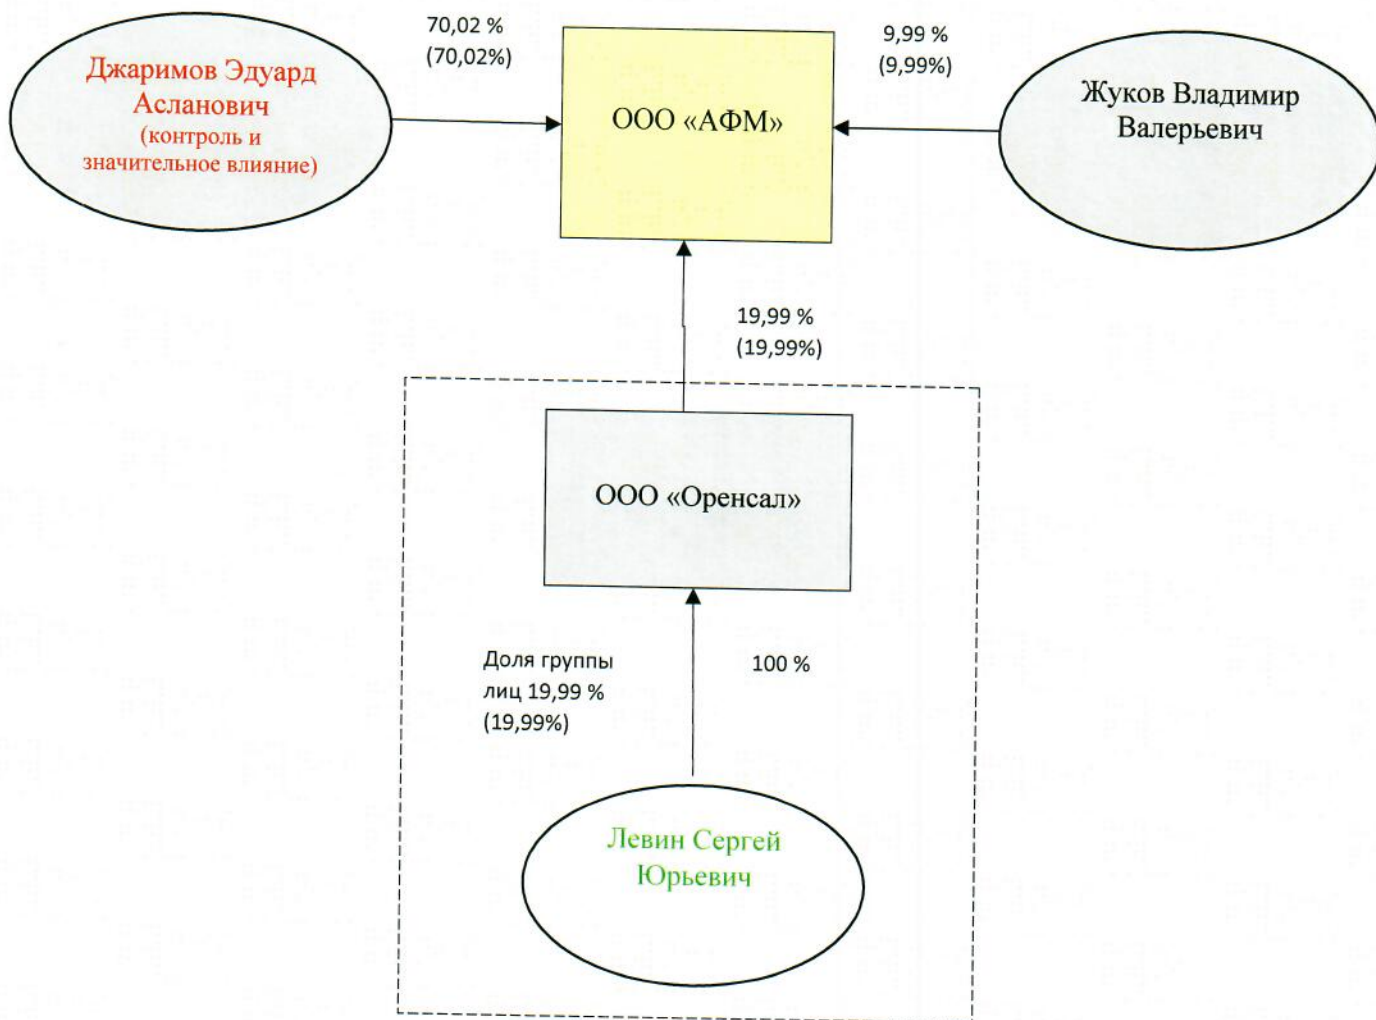 70,02 %
(70,02%)
9,99 %
(9,99%)
Джаримов Эдуард
Асланович
(контроль и
значительное влияние)
ООО «АФМ»
Жуков Владимир
Валерьевич
19,99 %
(19,99%)
ООО «Оренсал»
Доля группы
лиц 19,99 %
(19,99%)
100 %
Левин Сергей
Юрьевич